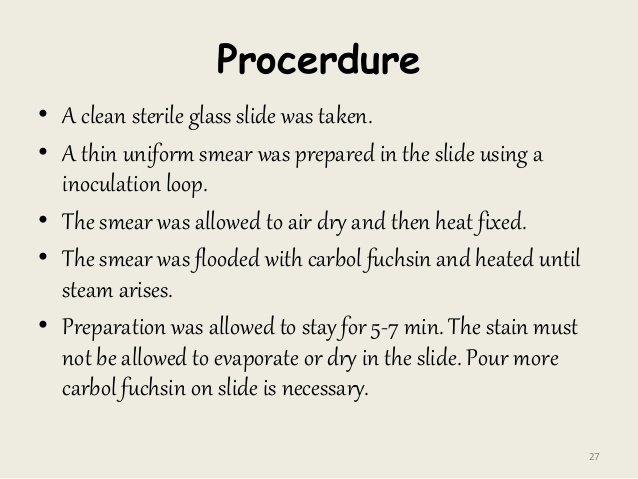 Procerdure
• A clean sterile glass slide was taken.
• A thin uniform smear was prepared in the slide using a
inoculation loop.
• The smear was allowed to air dry and then heat fixed.
• The smear was flooded with carbol fuchsin and heated until
steam arises.
• Preparation was allowed to stay for 5-7 min. The stain must
not be allowed to evaporate or dry in the slide. Pour more
carbol fuchsin on slide is necessary.
27